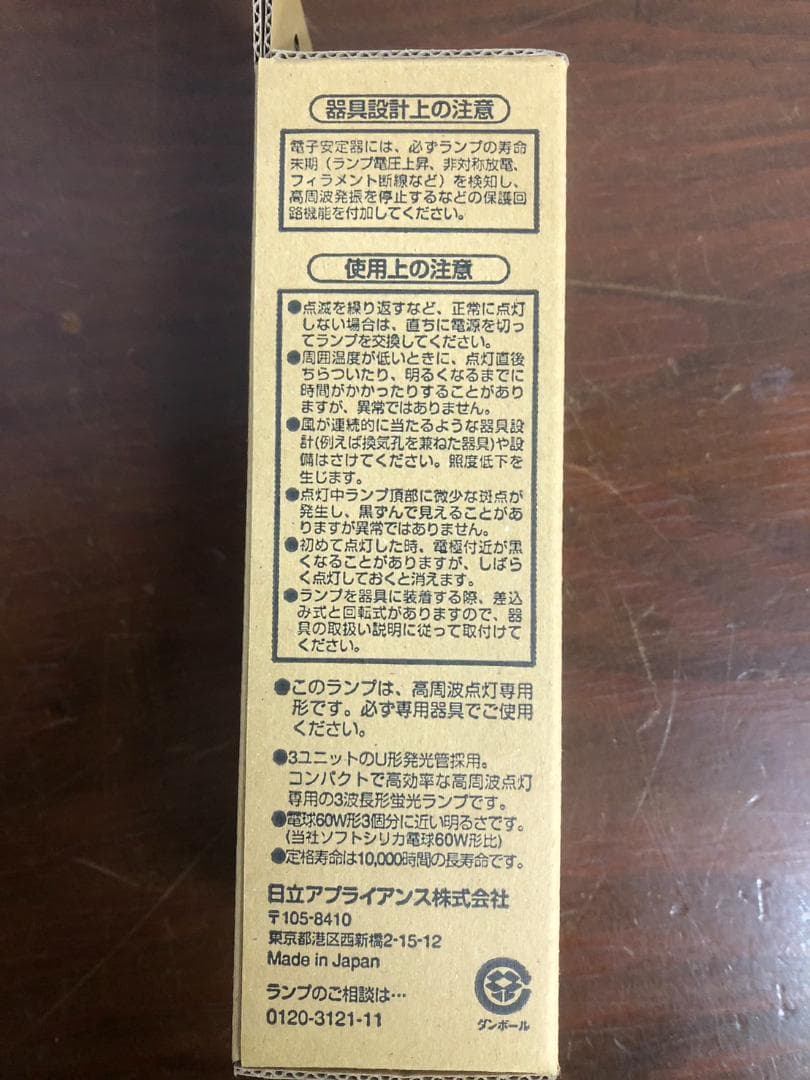 器具設計上の注意
電子安定器には、必ずランプの寿命
末期（ランプ電圧上昇、非対称放電、
フィラメント断線など）を検知し、
高周波発振を停止するなどの保護回
路機能を付加してください。
使用上の注意
●点滅を繰り返すなど、正常に点灯
しない場合は、直ちに電源を切っ
てランプを交換してください。
●周囲温度が低いときに、点灯直後
ちらついたり、明るくなるまでに
時間がかかったりすることがあり
ますが、異常ではありません。
●風が連続的に当たるような器具設
計(例えば換気孔を兼ねた器具)や設
備はさけてください。照度低下を
生じます。
●点灯中ランプ頂部に微少な斑点が
発生し、黒ずんで見えることがあ
りますが異常ではありません。
●初めて点灯した時、電極付近が黒
くなることがありますが、しばら
く点灯しておくと消えます。
●ランプを器具に装着する際、差込
み式と回転式がありますので、器
具の取扱い説明に従って取付けて
ください。
●このランプは、高周波点灯専用
形です。必ず専用器具でご使用
ください。
●3ユニットのU形発光管採用。
コンパクトで高効率な高周波点灯
専用の3波長形蛍光ランプです。
●電球60W形3個分に近い明るさです。
(当社ソフトシリカ電球60W形比)
●定格寿命は10,000時間の長寿命です。
日立アプライアンス株式会社
〒105-8410
東京都港区西新橋2-15-12
Made in Japan
ランプのご相談は…
0120-3121-11
ダンボール